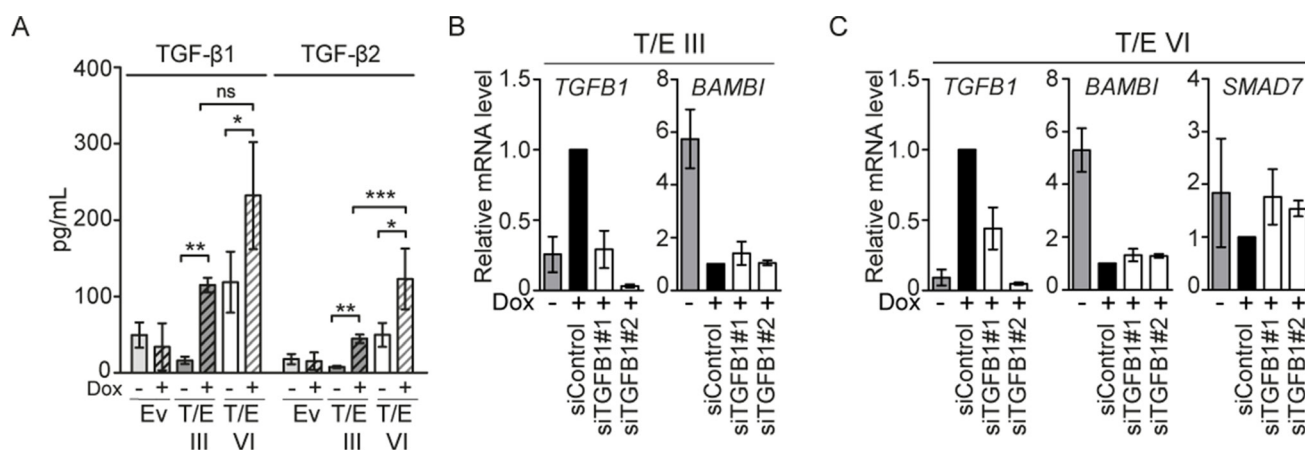 A
TGF-β1 TGF-β2
400
300
200
100
0
pg/mL
ns
*
**
***
*
**
Dox - + - + - + - + - + - +
Ev T/E T/E Ev T/E T/E
III VI III VI
B
T/E III
TGFB1 BAMBI
Relative mRNA level
1.5
1.0
0.5
0
8
6
4
2
0
Dox - + + + - + + +
siControl
siTGFB1#1
siTGFB1#2
siControl
siTGFB1#1
siTGFB1#2
C
T/E VI
TGFB1 BAMBI SMAD7
Relative mRNA level
1.5
1.0
0.5
0
8
6
4
2
0
4
3
2
1
0
Dox - + + + - + + + - + + +
siControl
siTGFB1#1
siTGFB1#2
siControl
siTGFB1#1
siTGFB1#2
siControl
siTGFB1#1
siTGFB1#2